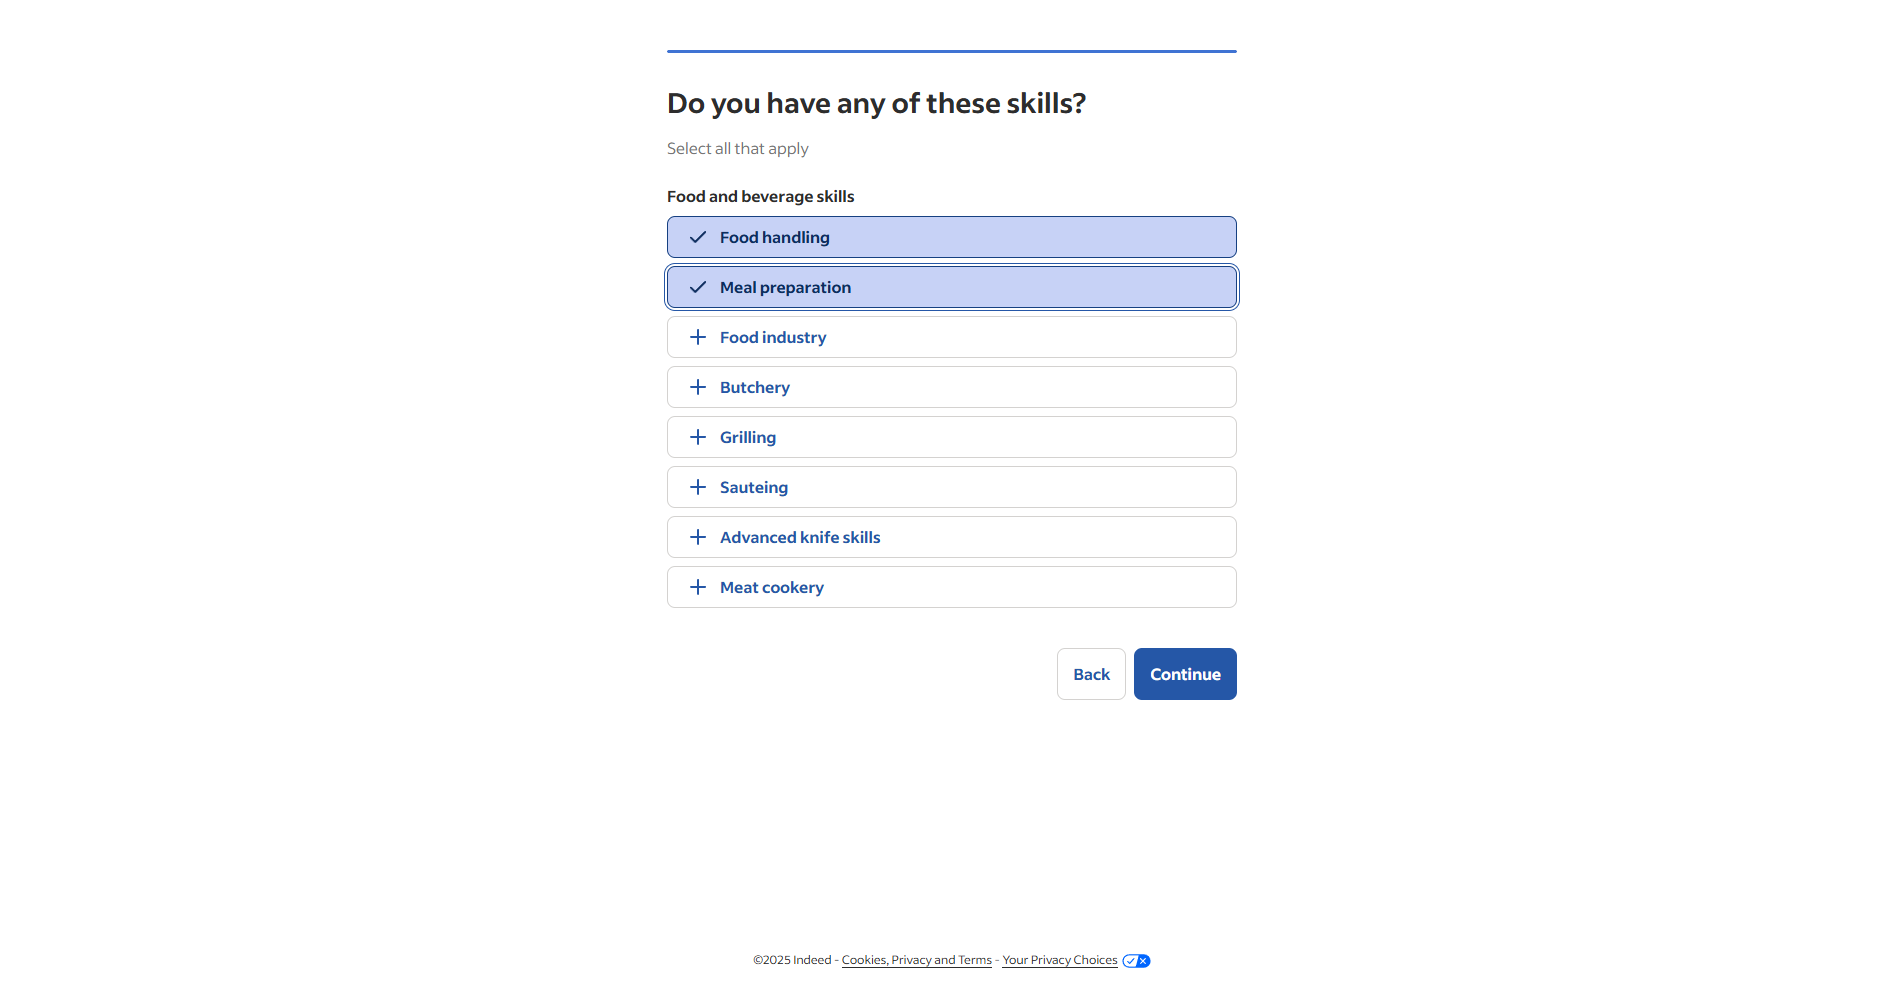 Do you have any of these skills?
Select all that apply
Food and beverage skills
Food handling
Meal preparation
Food industry
Butchery
Grilling
Sauteing
Advanced knife skills
Meat cookery
Back
Continue
©2025 Indeed - Cookies, Privacy and Terms - Your Privacy Choices